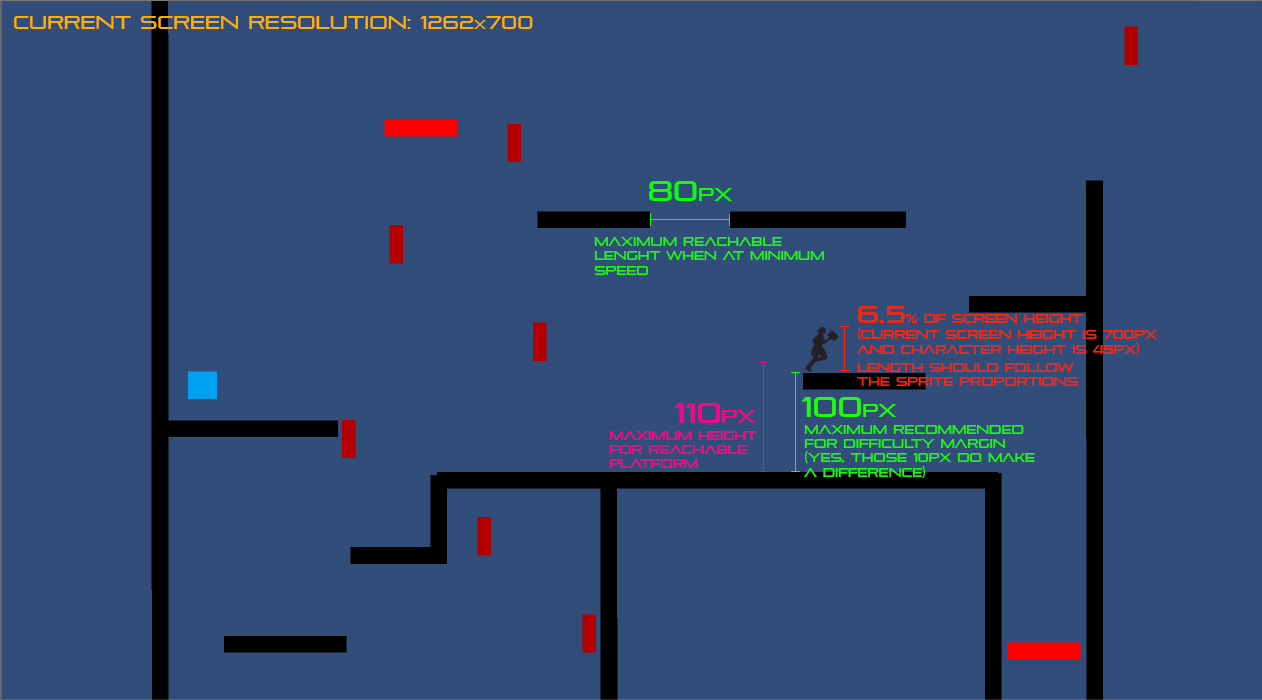 CURRENT SCREEN RESOLUTION: 1262x700
80PX
MAXIMUM REACHABLE
LENGHT WHEN AT MINIMUM
SPEED
6.5% OF SCREEN HEIGHT
(CURRENT SCREEN HEIGHT IS 700PX
AND CHARACTER HEIGHT IS 45PX)
LENGTH SHOULD FOLLOW
THE SPRITE PROPORTIONS
110PX
MAXIMUM HEIGHT
FOR REACHABLE
PLATFORM
100PX
MAXIMUM RECOMMENDED
FOR DIFFICULTY MARGIN
(YES, THOSE 10PX DO MAKE
A DIFFERENCE)